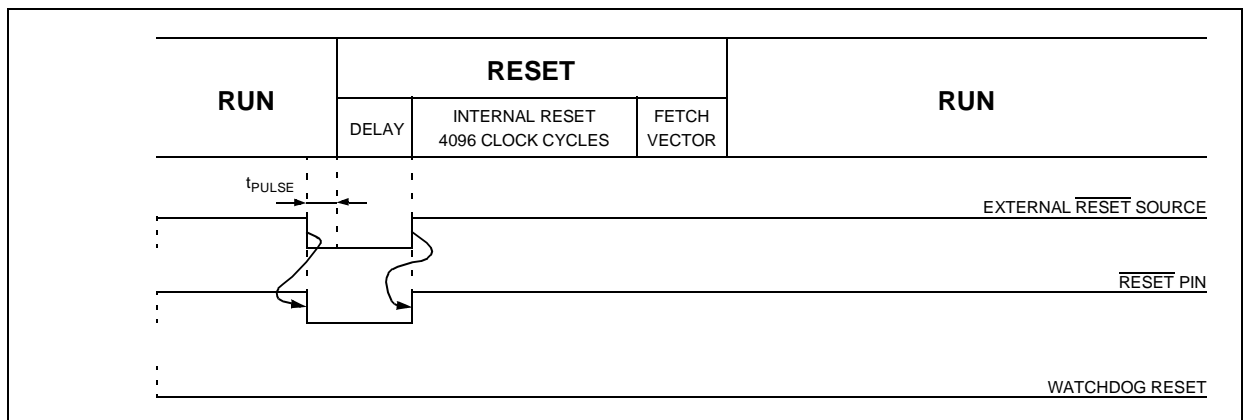 RESET
RUN
RUN
DELAY
INTERNAL RESET
4096 CLOCK CYCLES
FETCH
VECTOR
tPULSE
EXTERNAL RESET SOURCE
RESET PIN
WATCHDOG RESET